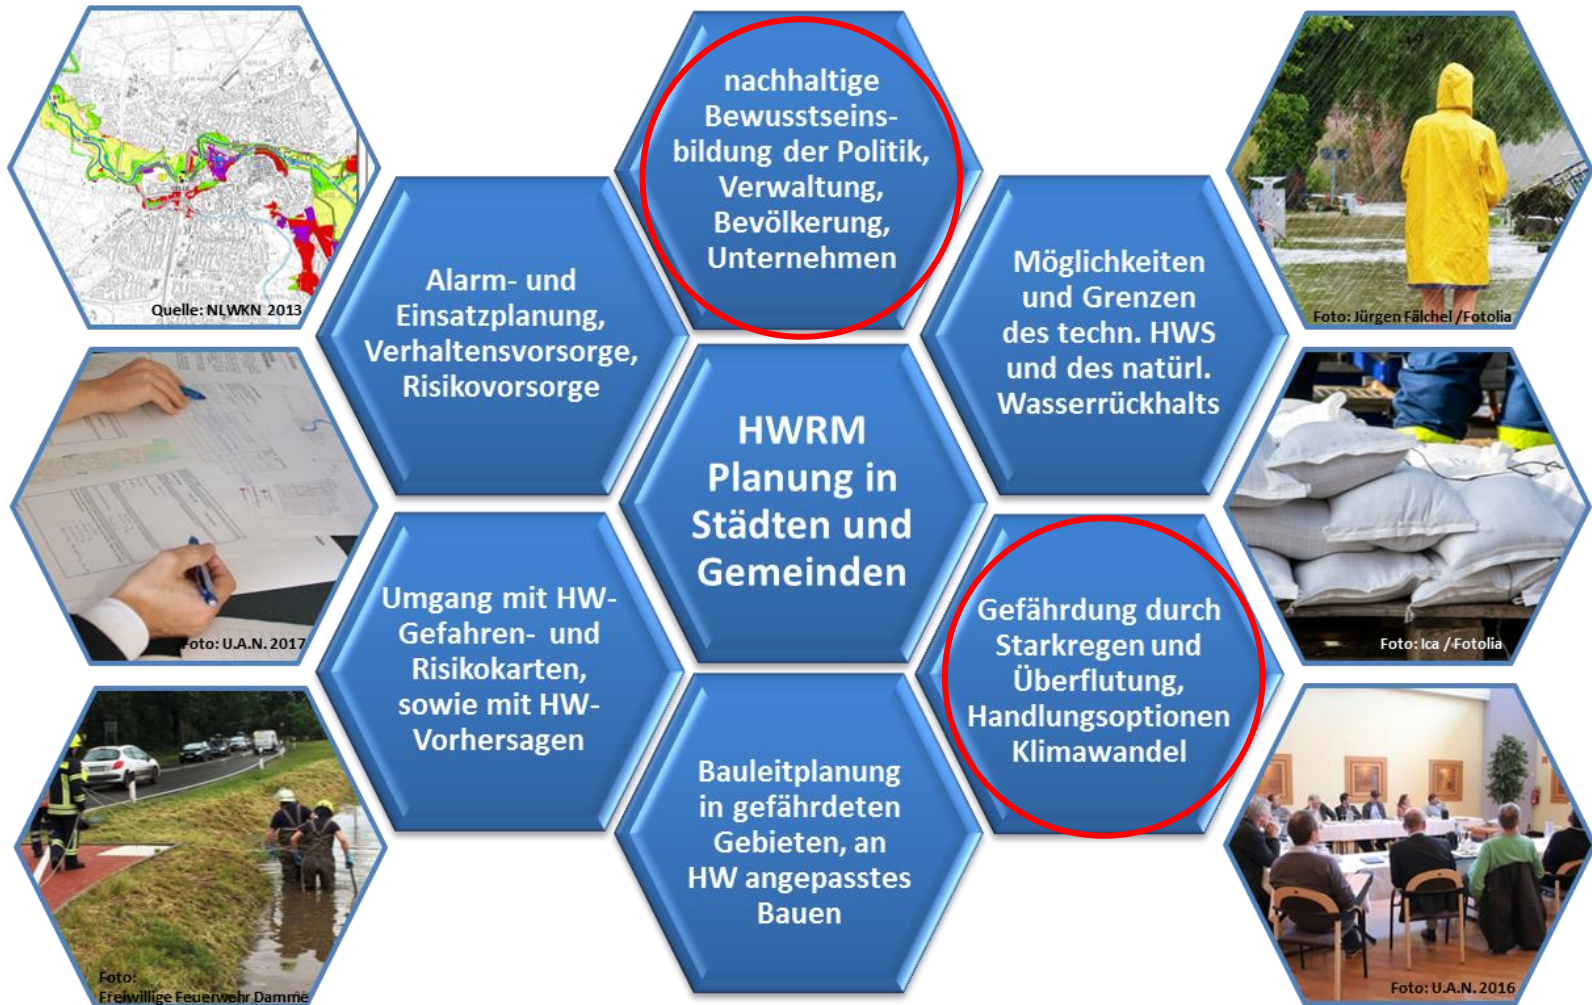 nachhaltige
Bewusstseins-
bildung der Politik,
Verwaltung,
Bevölkerung,
Unternehmen
Alarm- und
Einsatzplanung,
Verhaltensvorsorge,
Risikovorsorge
Möglichkeiten
und Grenzen
des techn. HWS
und des natürl.
Wasserrückhalts
HWRM
Planung in
Städten und
Gemeinden
Umgang mit HW-
Gefahren- und
Risikokarten,
sowie mit HW-
Vorhersagen
Gefährdung durch
Starkregen und
Überflutung,
Handlungsoptionen
Klimawandel
Bauleitplanung
in gefährdeten
Gebieten, an
HW angepasstes
Bauen
Quelle: NLWKN 2013
Foto: U.A.N. 2017
Foto:
Freiwillige Feuerwehr Damme
Foto: Jürgen Fälchel /Fotolia
Foto: Ica / Fotolia
Foto: U.A.N. 2016